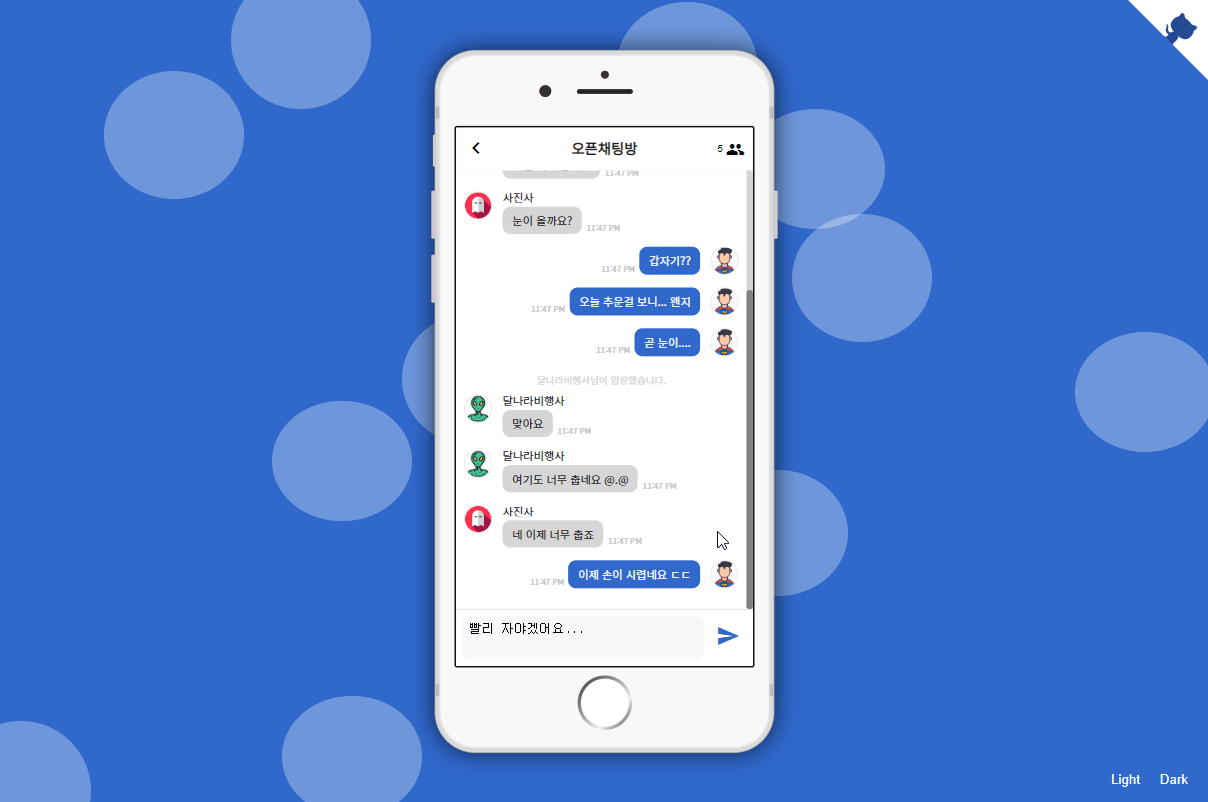 오픈채팅방
5
11:47 PM
사진사
눈이 올까요?
11:47 PM
갑자기??
11:47 PM
오늘 추운걸 보니... 왠지
11:47 PM
곧 눈이....
11:47 PM
달나라비행사님이 입장했습니다.
달나라비행사
맞아요
11:47 PM
달나라비행사
여기도 너무 춥네요 @.@
11:47 PM
사진사
네 이제 너무 춥죠
11:47 PM
이제 손이 시렵네요 ㄷㄷ
11:47 PM
빨리 자야겠어요...
Light
Dark